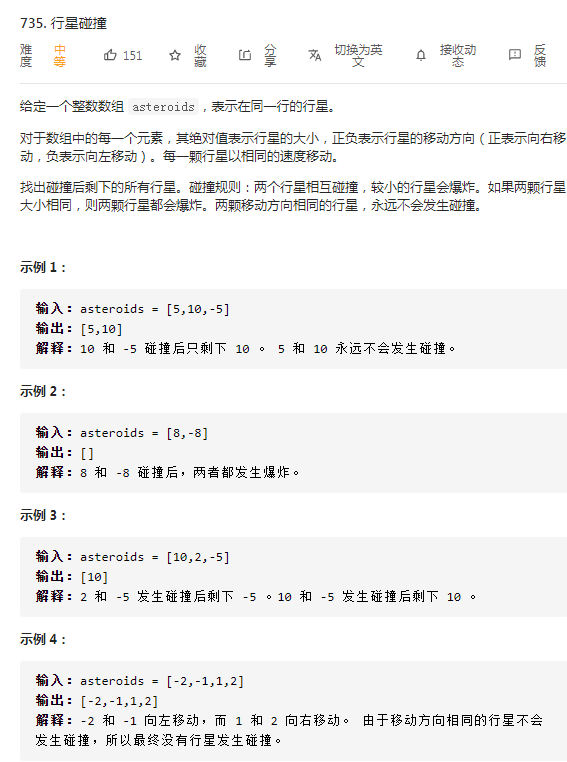 735. 行星碰撞
难度 中等 151 收藏 分享 切换为英文 接收动态 反馈
给定一个整数数组 asteroids，表示在同一行的行星。
对于数组中的每一个元素，其绝对值表示行星的大小，正负表示行星的移动方向（正表示向右移
动，负表示向左移动）。每一颗行星以相同的速度移动。
找出碰撞后剩下的所有行星。碰撞规则：两个行星相互碰撞，较小的行星会爆炸。如果两颗行星
大小相同，则两颗行星都会爆炸。两颗移动方向相同的行星，永远不会发生碰撞。
示例 1：
输入：asteroids = [5,10,-5]
输出：[5,10]
解释：10 和 -5 碰撞后只剩下 10 。 5 和 10 永远不会发生碰撞。
示例 2：
输入：asteroids = [8,-8]
输出：[]
解释：8 和 -8 碰撞后，两者都发生爆炸。
示例 3：
输入：asteroids = [10,2,-5]
输出：[10]
解释：2 和 -5 发生碰撞后剩下 -5 。10 和 -5 发生碰撞后剩下 10 。
示例 4：
输入：asteroids = [-2,-1,1,2]
输出：[-2,-1,1,2]
解释：-2 和 -1 向左移动，而 1 和 2 向右移动。 由于移动方向相同的行星不会
发生碰撞，所以最终没有行星发生碰撞。